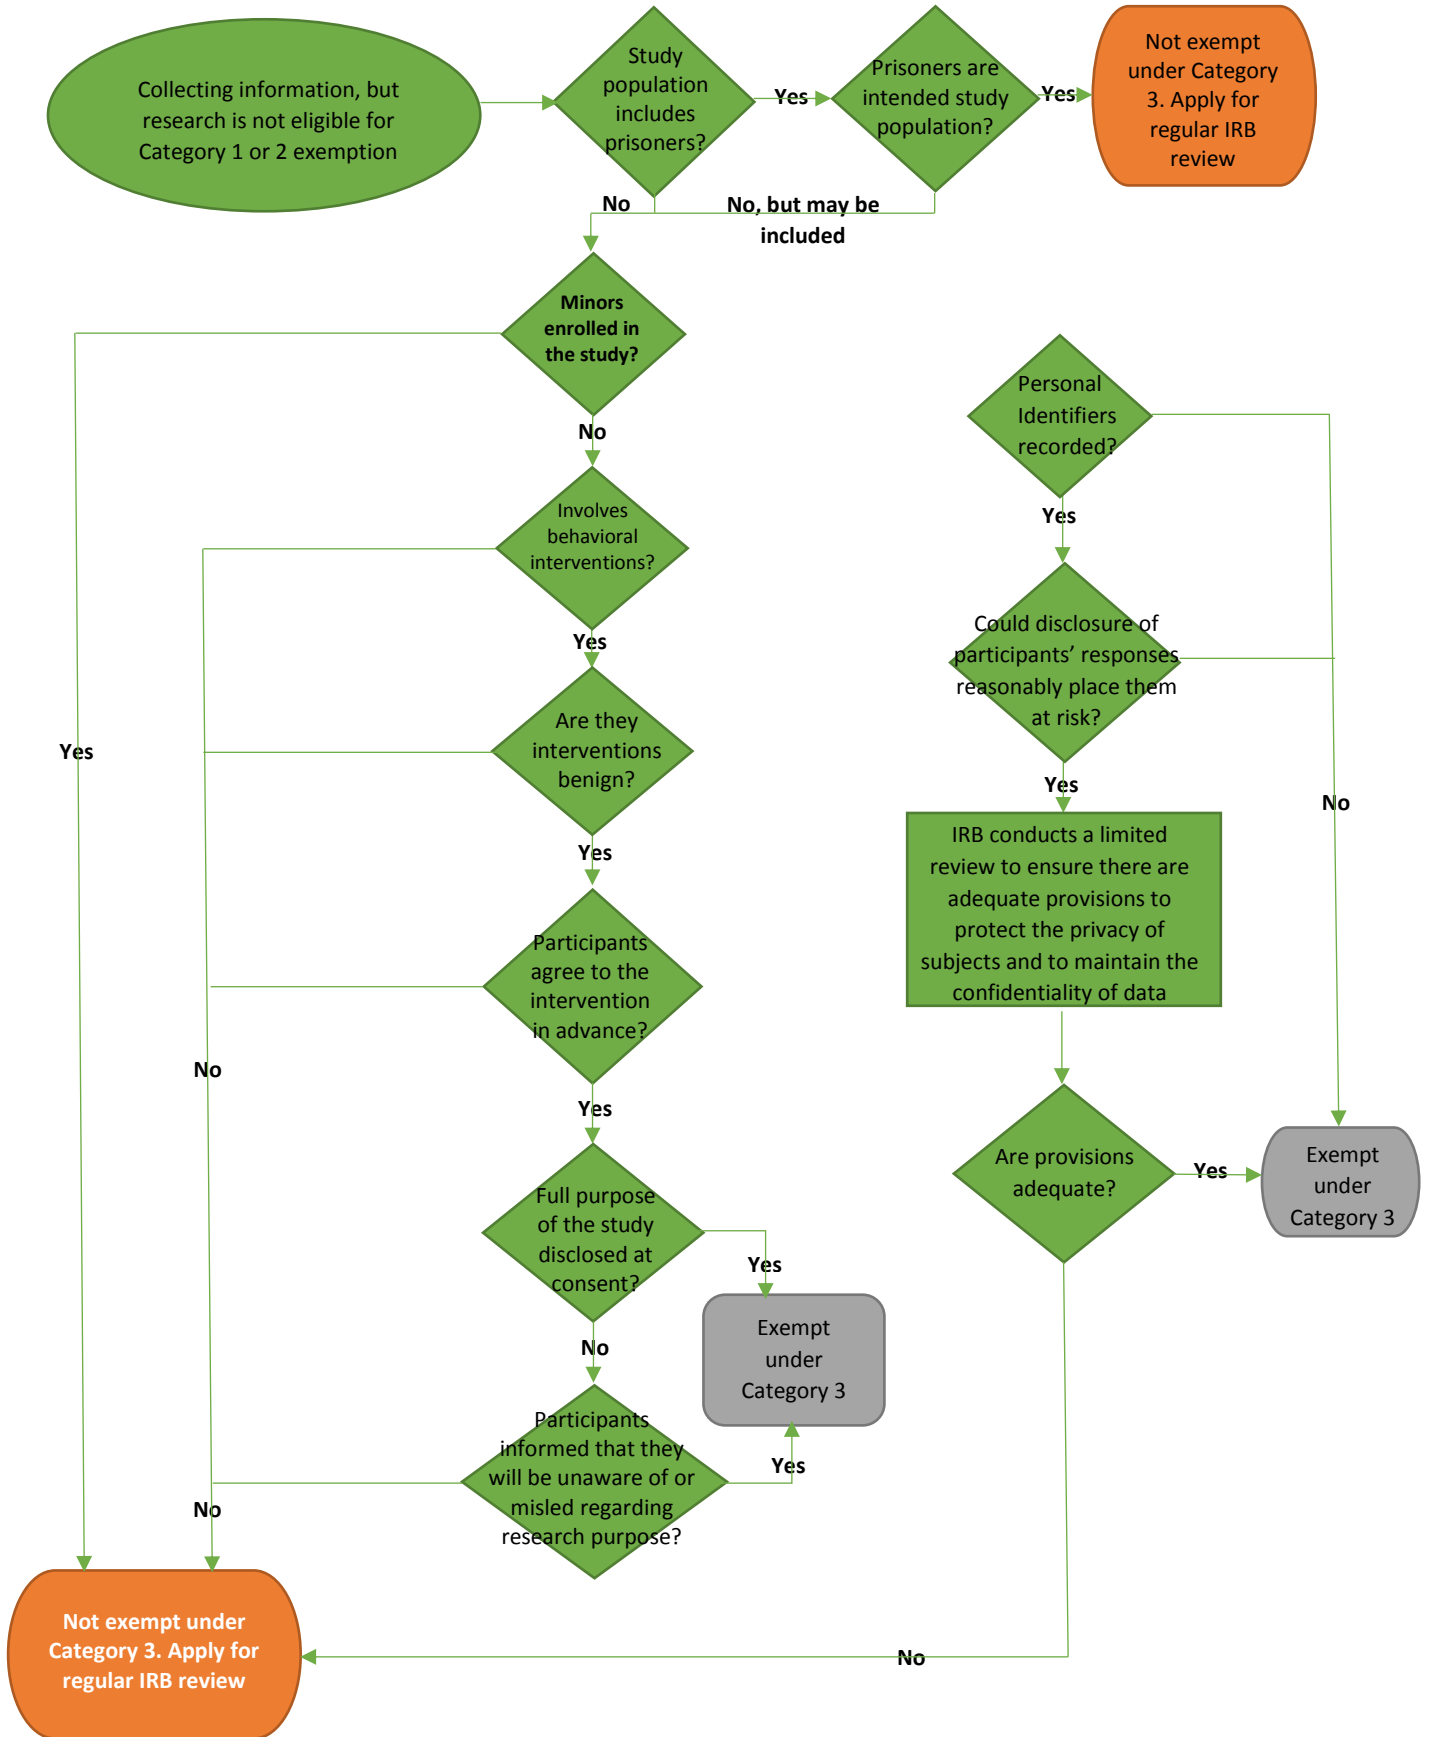 Collecting information, but
research is not eligible for
Category 1 or 2 exemption
Study
population
includes
prisoners?
Yes
Prisoners are
intended study
population?
Yes
Not exempt
under Category
3. Apply for
regular IRB
review
No
No, but may be
included
Minors
enrolled in
the study?
Yes
No
Involves
behavioral
interventions?
Yes
Are they
interventions
benign?
Yes
Participants
agree to the
intervention
in advance?
No
Yes
Full purpose
of the study
disclosed at
consent?
Yes
No
Exempt
under
Category 3
Participants
informed that they
will be unaware of or
misled regarding
research purpose?
Yes
No
Not exempt under
Category 3. Apply for
regular IRB review
Personal
Identifiers
recorded?
Yes
Could disclosure of
participants’ responses
reasonably place them
at risk?
Yes
No
IRB conducts a limited
review to ensure there are
adequate provisions to
protect the privacy of
subjects and to maintain the
confidentiality of data
Are provisions
adequate?
Yes
Exempt
under
Category 3
No